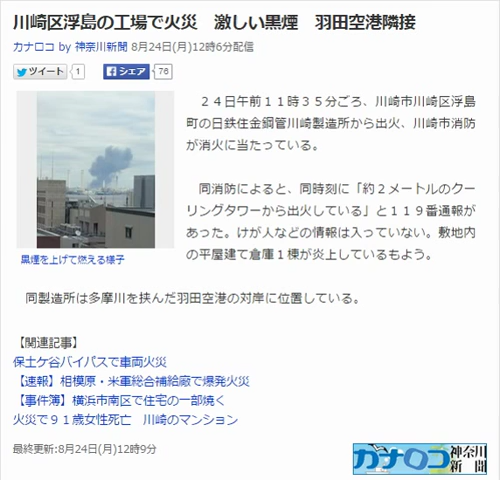 川崎区浮島の工場で火災　激しい黒煙　羽田空港隣接
カナロコ by 神奈川新聞 8月24日(月)12時6分配信
ツイート 1 シェア 76
２４日午前１１時３５分ごろ、川崎市川崎区浮島
町の日鉄住金鋼管川崎製造所から出火、川崎市消防
が消火に当たっている。
同消防によると、同時刻に「約２メートルのクー
リングタワーから出火している」と１１９番通報が
あった。けが人などの情報は入っていない。敷地内
の平屋建て倉庫１棟が炎上しているもよう。
黒煙を上げて燃える様子
同製造所は多摩川を挟んだ羽田空港の対岸に位置している。
【関連記事】
保土ケ谷バイパスで車両火災
【速報】相模原・米軍総合補給廠で爆発火災
【事件簿】横浜市南区で住宅の一部焼く
火災で９１歳女性死亡　川崎のマンション
最終更新:8月24日(月)12時9分
カナロコ 神奈川
新聞